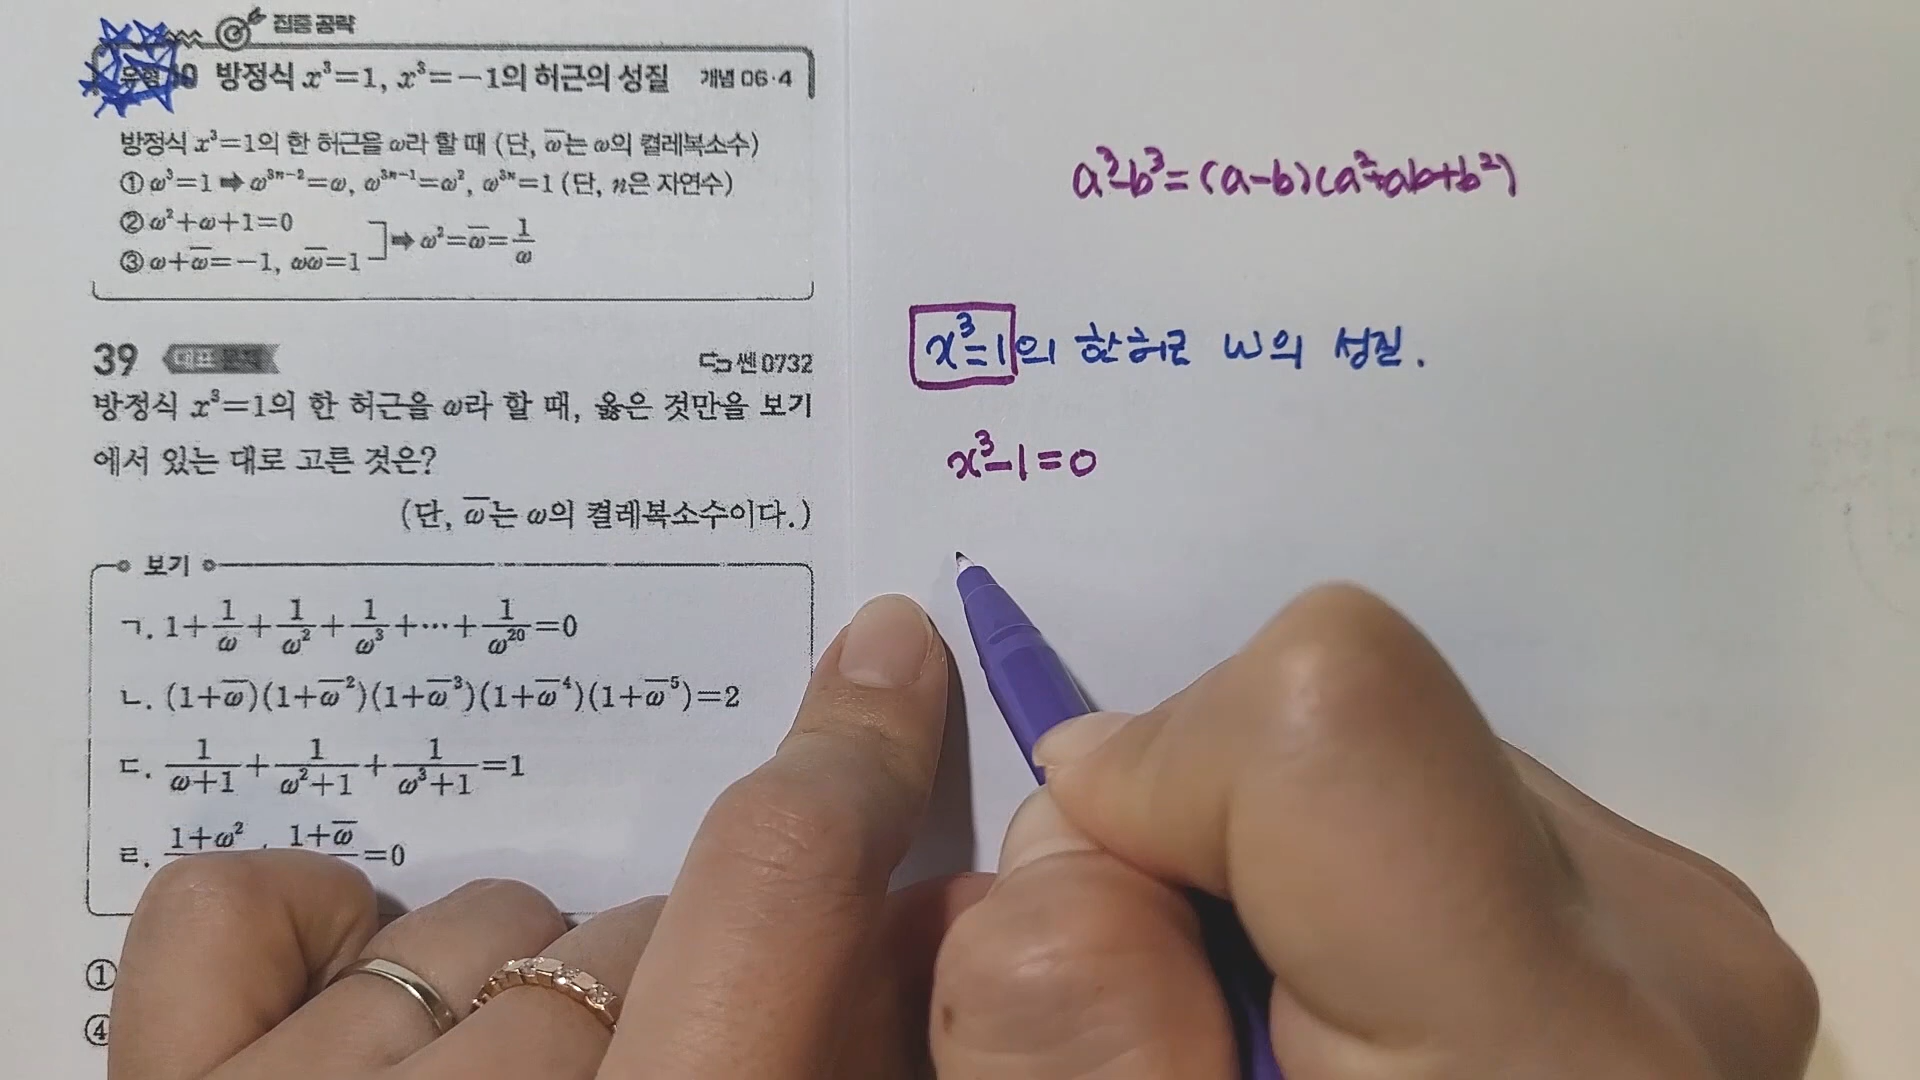 집중 공략
유형 10 방정식 x³=1, x³=−1의 허근의 성질 개념 06·4
방정식 x³=1의 한 허근을 ω라 할 때 (단, ω̅는 ω의 켤레복소수)
① ω³=1 ➡ ω³ⁿ⁻²=ω, ω³ⁿ⁻¹=ω², ω³ⁿ=1 (단, n은 자연수)
② ω²+ω+1=0
③ ω+ω̅=−1, ωω̅=1 ➡ ω²=ω̅=1/ω
39 대표 문제 쎈 0732
방정식 x³=1의 한 허근을 ω라 할 때, 옳은 것만을 보기
에서 있는 대로 고른 것은?
(단, ω̅는 ω의 켤레복소수이다.)
보기
ㄱ. 1+1/ω+1/ω²+1/ω³+⋯+1/ω²⁰=0
ㄴ. (1+ω̅)(1+ω̅²)(1+ω̅³)(1+ω̅⁴)(1+ω̅⁵)=2
ㄷ. 1/(ω+1)+1/(ω²+1)+1/(ω³+1)=1
ㄹ. 1+ω² 1+ω̅ =0
①
④
a³-b³=(a-b)(a²+ab+b²)
x³=1의 한 허근 ω의 성질.
x³-1=0